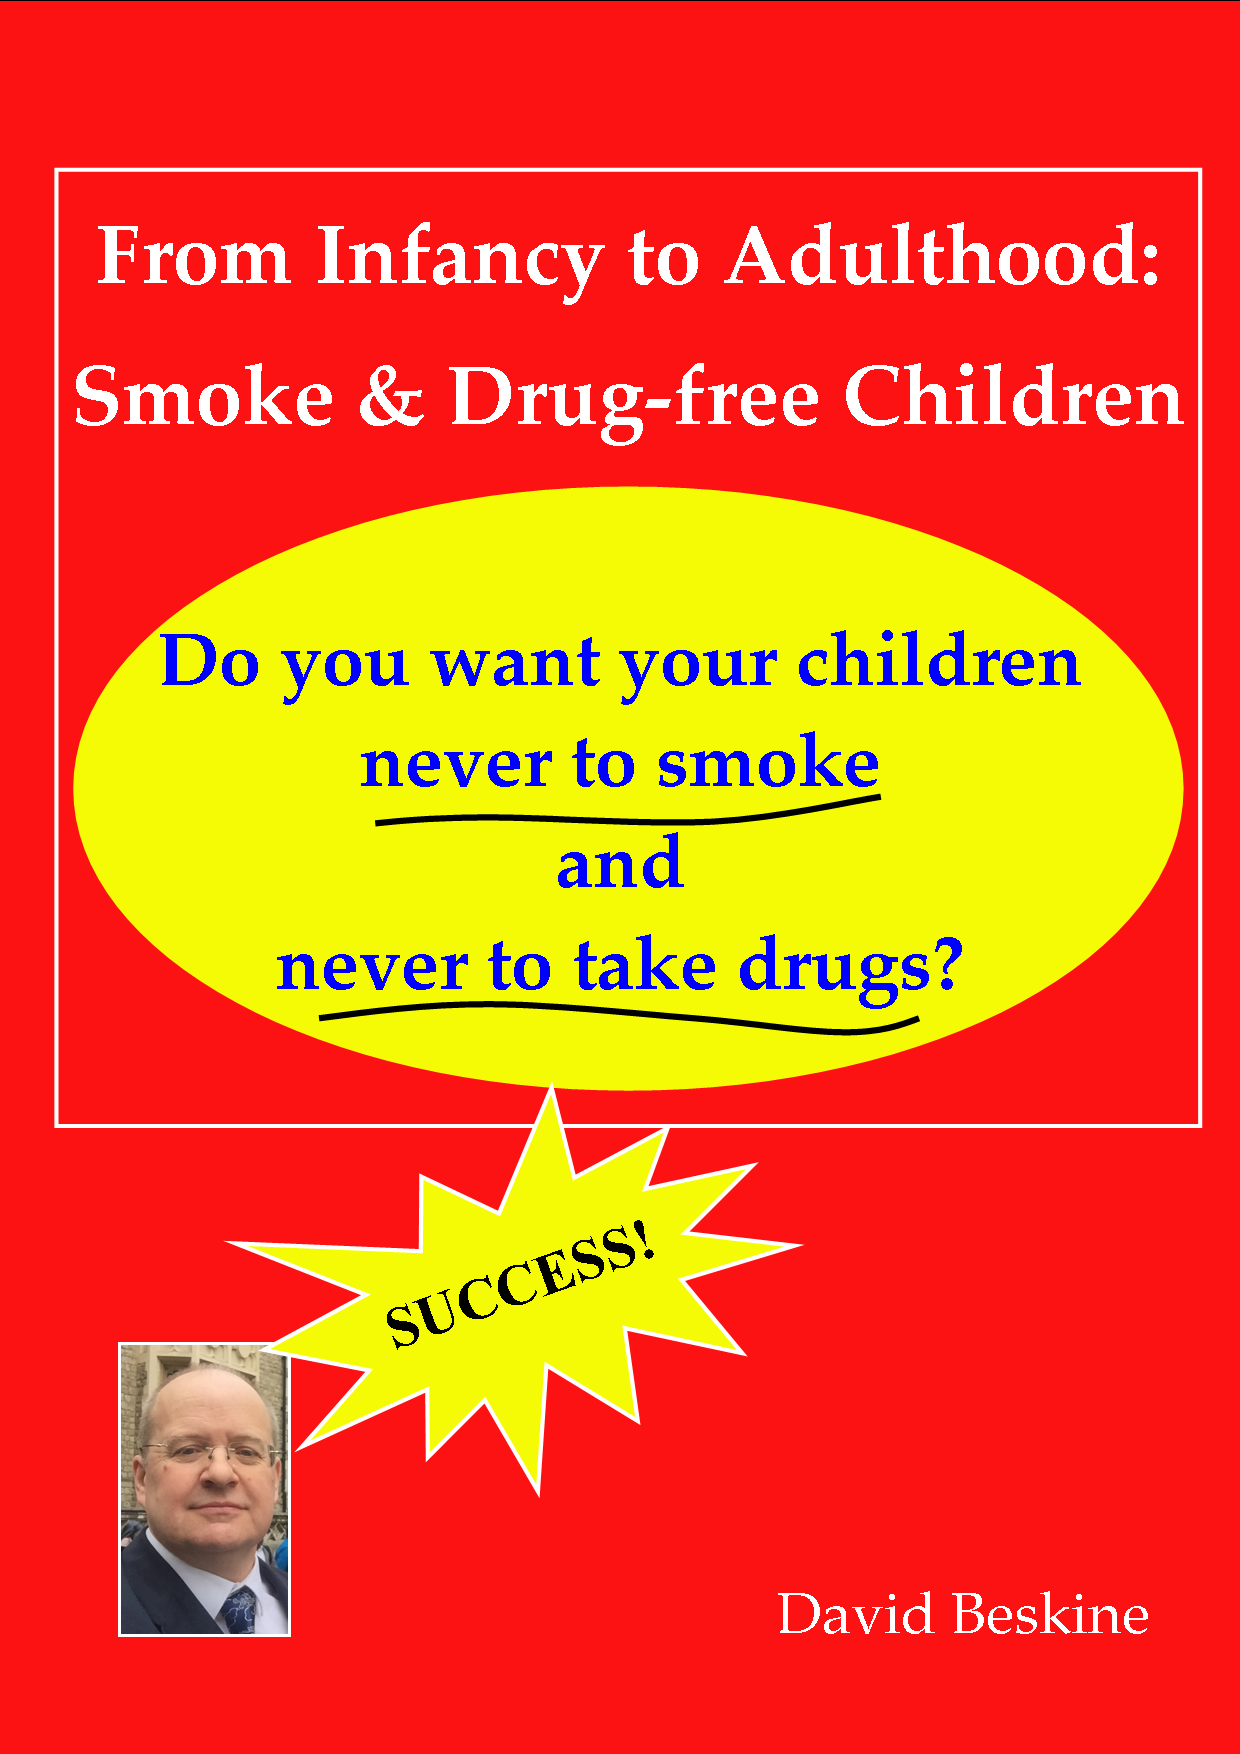 From Infancy to Adulthood:
Smoke & Drug-free Children
Do you want your children
never to smoke
and
never to take drugs?
SUCCESS!
David Beskine